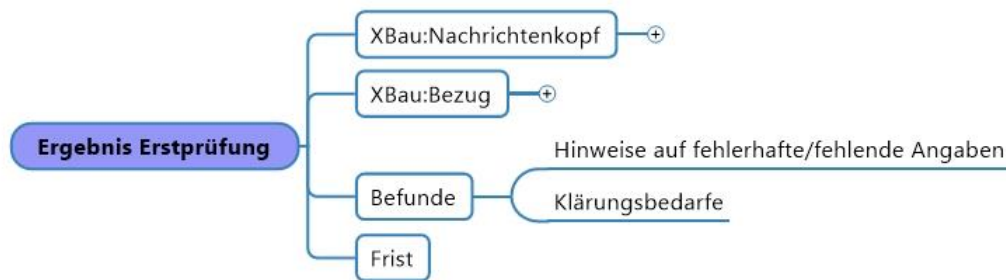 XBau:Nachrichtenkopf
XBau:Bezug
Ergebnis Erstprüfung
Hinweise auf fehlerhafte/fehlende Angaben
Befunde
Klärungsbedarfe
Frist